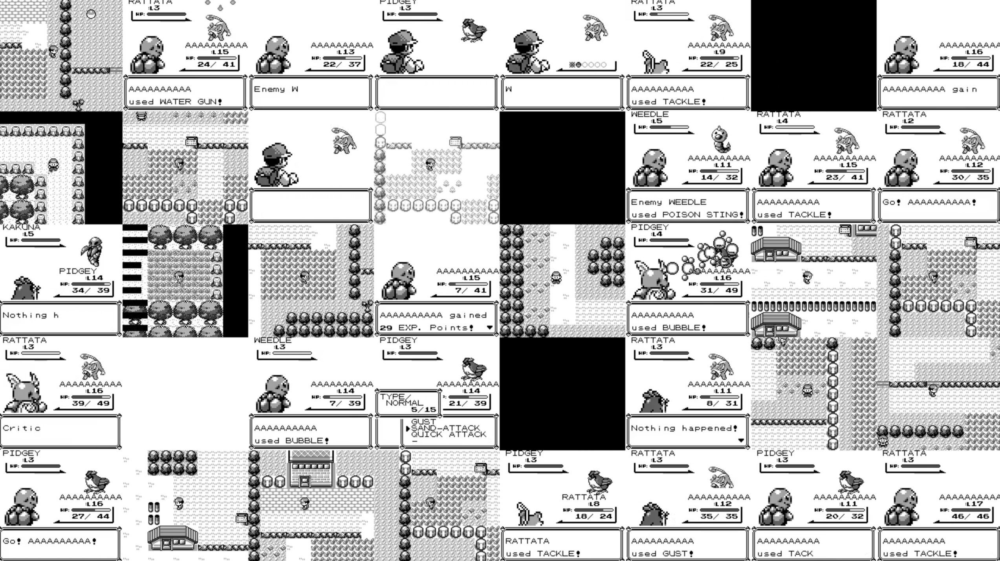 RATTATA
:L3
HP:
AAAAAAAAAA
:L15
HP:
24/ 41
AAAAAAAAAA
used WATER GUN!
AAAAAAAAAA
:L13
HP:
22/ 37
Enemy W
PIDGEY
:L3
HP:
W
RATTATA
:L3
HP:
AAAAAAAAAA
:L9
HP:
22/ 25
AAAAAAAAAA
used TACKLE!
AAAAAAAAAA
:L16
HP:
18/ 44
AAAAAAAAAA gain
WEEDLE
:L5
HP:
AAAAAAAAAA
:L11
HP:
14/ 32
Enemy WEEDLE
used POISON STING!
RATTATA
:L4
HP:
AAAAAAAAAA
:L15
HP:
23/ 41
AAAAAAAAAA
used TACKLE!
RATTATA
:L2
HP:
AAAAAAAAAA
:L12
HP:
30/ 35
Go! AAAAAAAAAA!
KAKUNA
:L5
HP:
PIDGEY
:L14
HP:
34/ 39
Nothing h
AAAAAAAAAA
:L15
HP:
7/ 41
AAAAAAAAAA gained
29 EXP. Points!
PIDGEY
:L4
HP:
AAAAAAAAAA
:L16
HP:
31/ 49
AAAAAAAAAA
used BUBBLE!
RATTATA
:L3
HP:
AAAAAAAAAA
:L16
HP:
39/ 49
Critic
WEEDLE
:L3
HP:
AAAAAAAAAA
:L14
HP:
7/ 39
AAAAAAAAAA
used BUBBLE!
PIDGEY
:L3
HP:
AAAAAAAAAA
:L14
21/ 39
TYPE/
NORMAL
5/15
GUST
SAND-ATTACK
QUICK ATTACK
-
RATTATA
:L3
HP:
AAAAAAAAAA
:L11
HP:
8/ 31
Nothing happened!
PIDGEY
:L3
HP:
AAAAAAAAAA
:L16
HP:
27/ 44
Go! AAAAAAAAAA!
PIDGEY
:L3
HP:
RATTATA
:L8
HP:
18/ 24
RATTATA
used TACKLE!
RATTATA
:L3
HP:
AAAAAAAAAA
:L12
HP:
35/ 35
AAAAAAAAAA
used GUST!
PIDGEY
:L3
HP:
AAAAAAAAAA
:L11
HP:
20/ 32
AAAAAAAAAA
used TACK
RATTATA
:L3
HP:
AAAAAAAAAA
:L17
HP:
46/ 46
AAAAAAAAAA
used TACKLE!